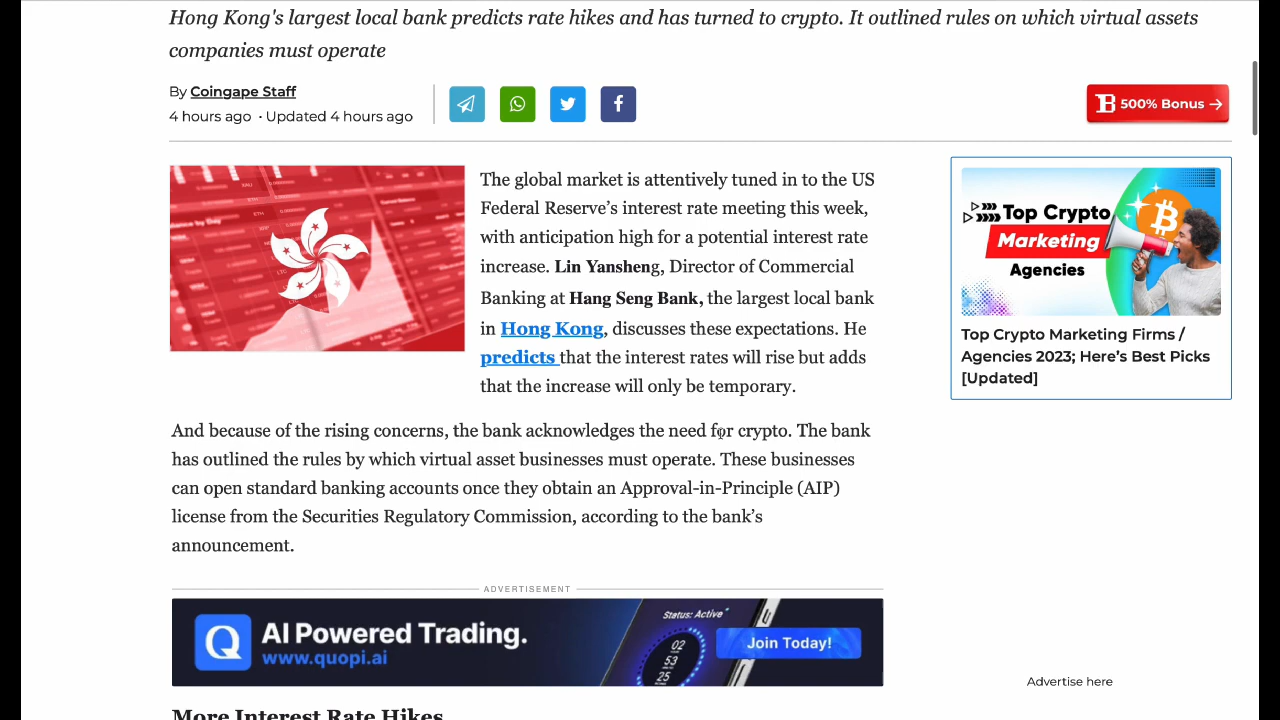 Hong Kong's largest local bank predicts rate hikes and has turned to crypto. It outlined rules on which virtual assets
companies must operate
By Coingape Staff
4 hours ago · Updated 4 hours ago
500% Bonus →
The global market is attentively tuned in to the US
Federal Reserve’s interest rate meeting this week,
with anticipation high for a potential interest rate
increase. Lin Yansheng, Director of Commercial
Banking at Hang Seng Bank, the largest local bank
in Hong Kong, discusses these expectations. He
predicts that the interest rates will rise but adds
that the increase will only be temporary.
And because of the rising concerns, the bank acknowledges the need for crypto. The bank
has outlined the rules by which virtual asset businesses must operate. These businesses
can open standard banking accounts once they obtain an Approval-in-Principle (AIP)
license from the Securities Regulatory Commission, according to the bank’s
announcement.
Top Crypto
Marketing
Agencies
Top Crypto Marketing Firms /
Agencies 2023; Here’s Best Picks
[Updated]
ADVERTISEMENT
AI Powered Trading.
www.quopi.ai
Status: Active
02
53
25
Join Today!
Advertise here
More Interest Rate Hikes